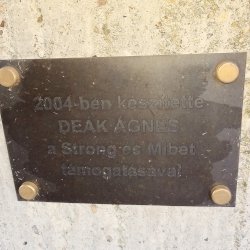 2004-ben készítette
DEÁK ÁGNES
a Strong és Mibet
támogatásával